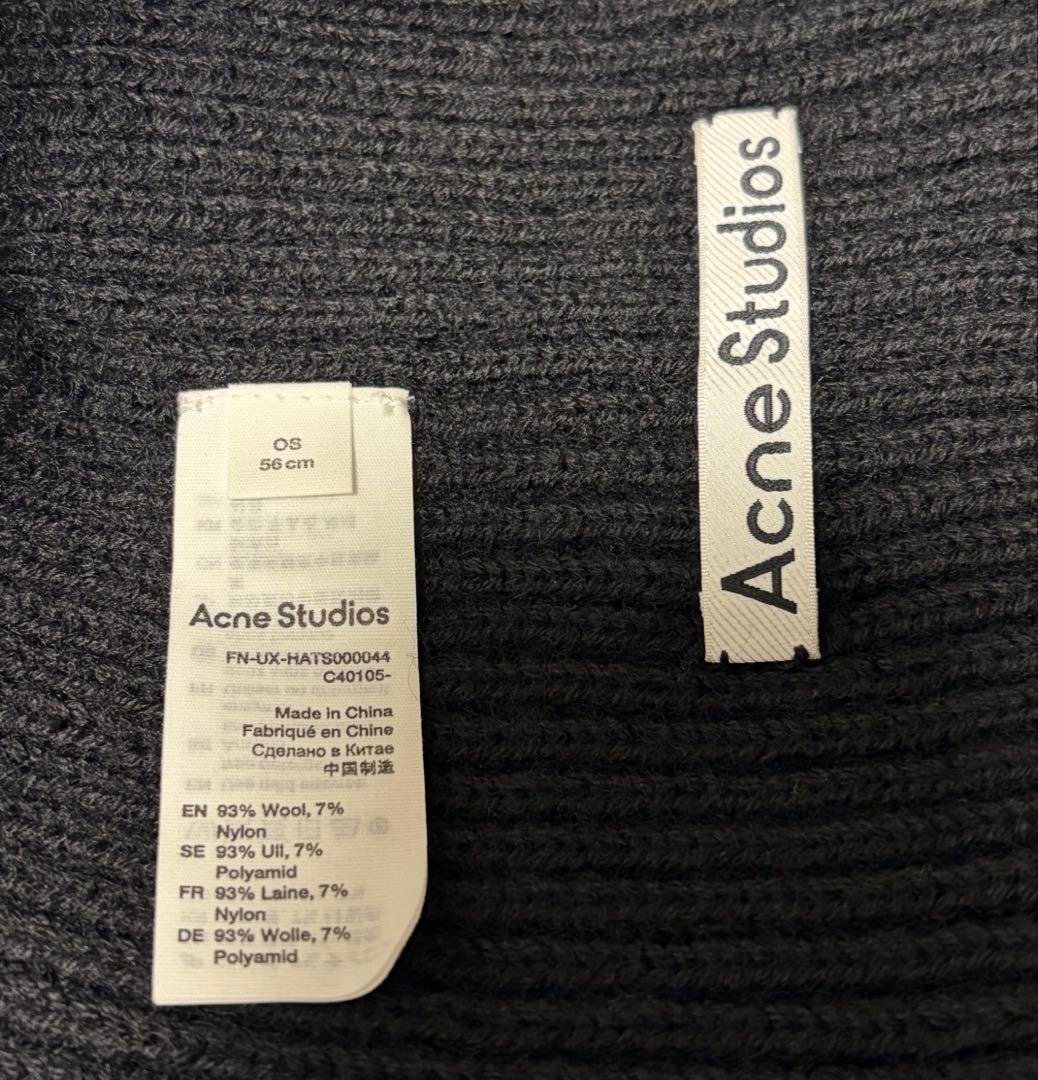 OS
56 cm
Acne Studios
FN-UX-HATS000044
C40105-
Made in China
Fabriqué en Chine
Сделано в Китае
中国制造
EN 93% Wool, 7%
Nylon
SE 93% Ull, 7%
Polyamid
FR 93% Laine, 7%
Nylon
DE 93% Wolle, 7%
Polyamid
Acne Studios